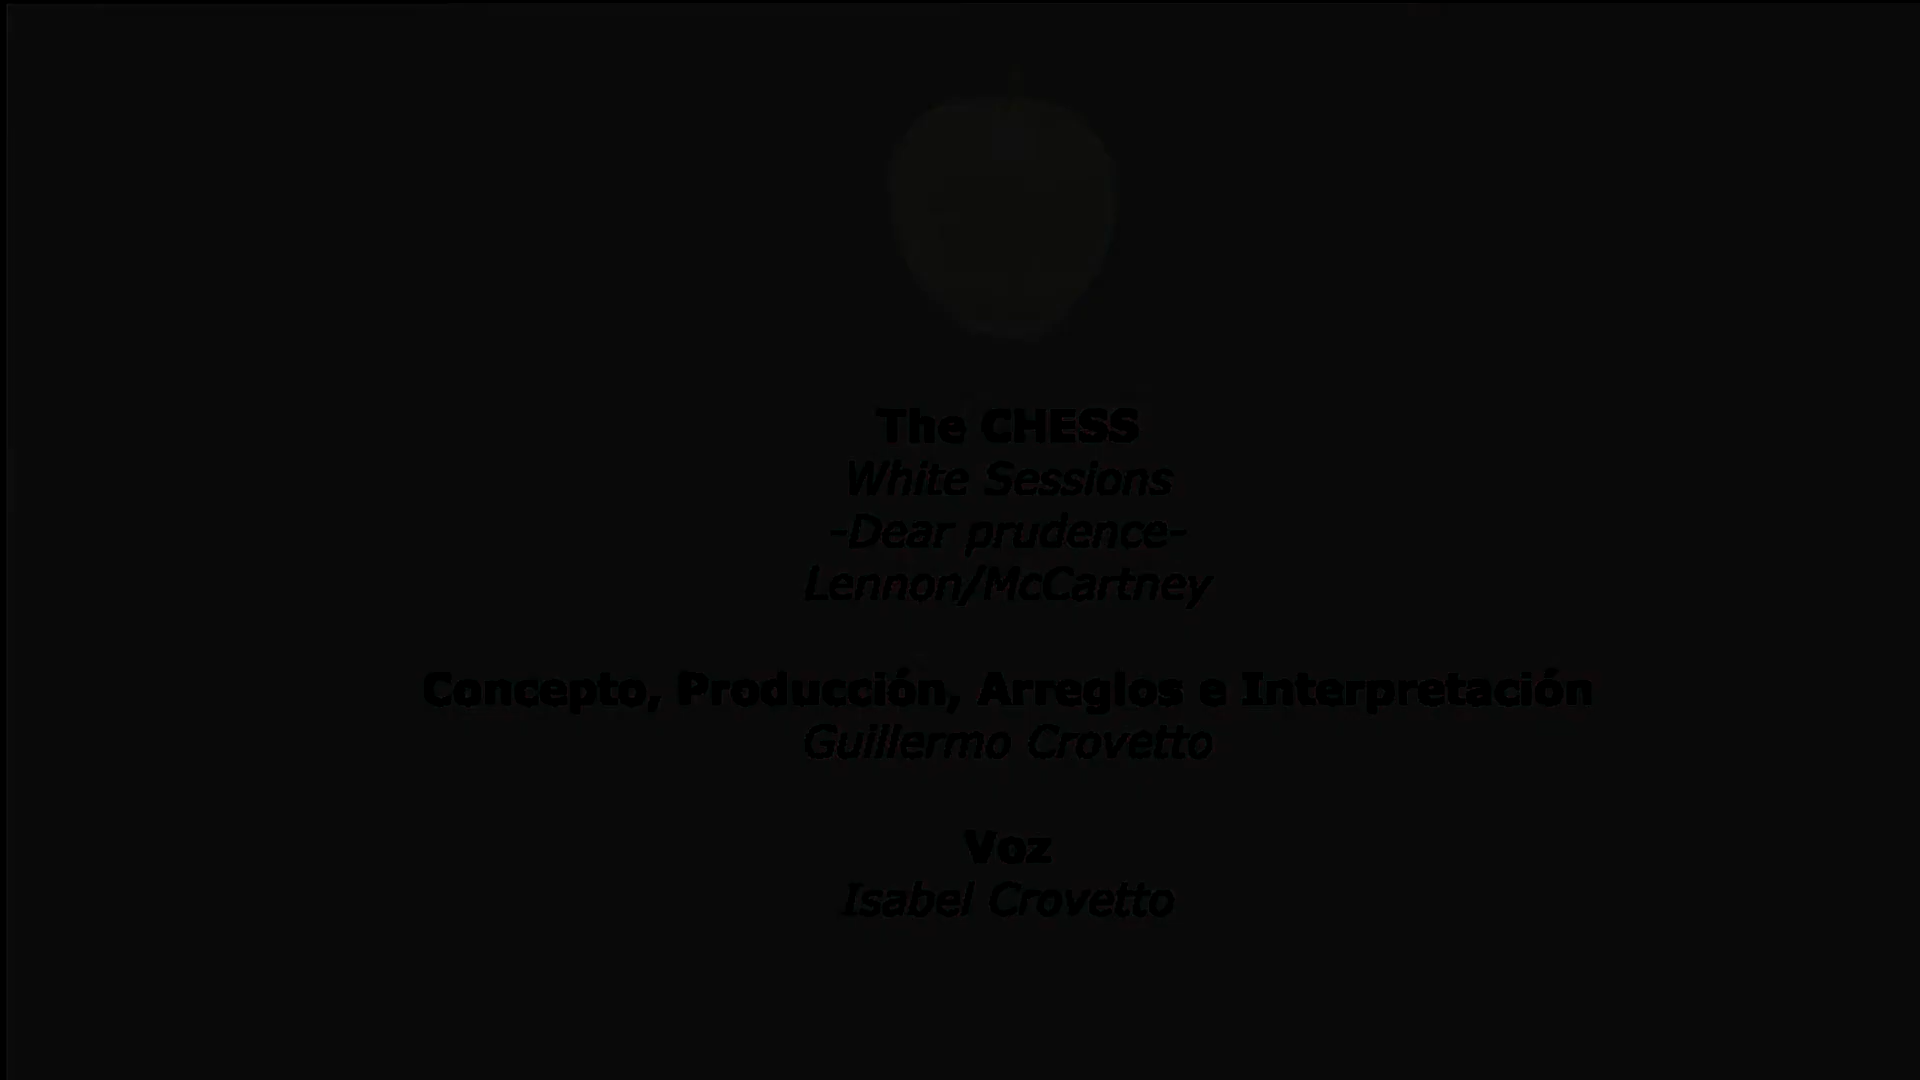 The CHESS
White Sessions
-Dear prudence-
Lennon/McCartney
Concepto, Producción, Arreglos e Interpretación
Guillermo Crovetto
Voz
Isabel Crovetto